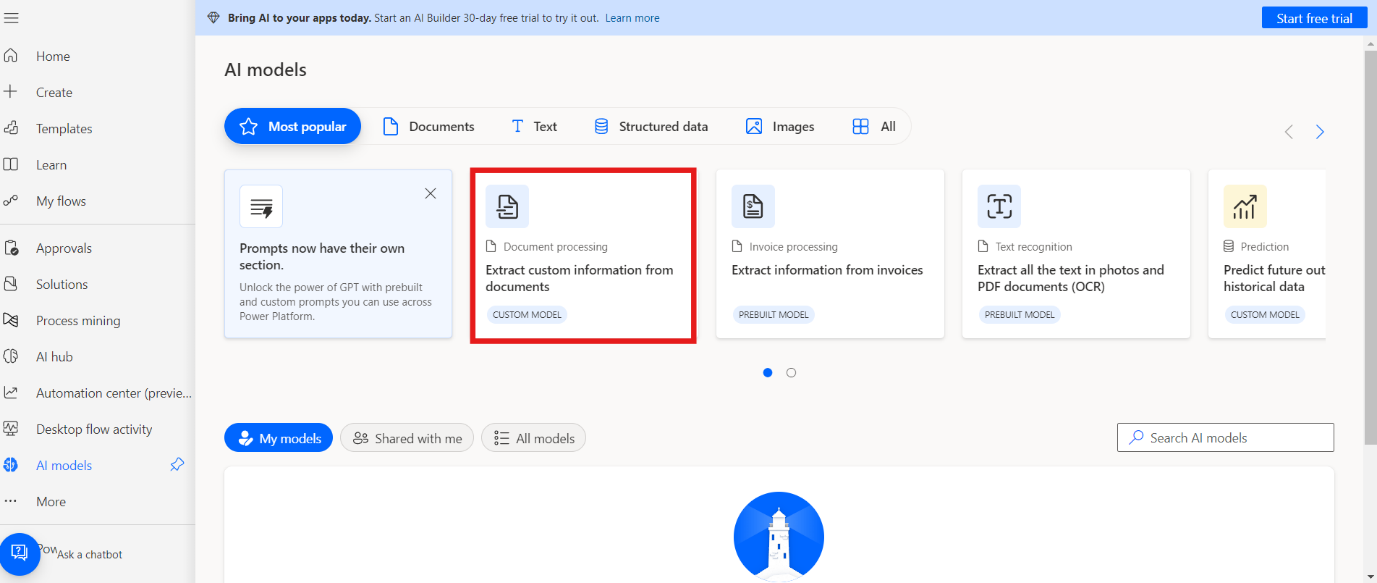 Bring AI to your apps today. Start an AI Builder 30-day free trial to try it out. Learn more
Start free trial
Home
Create
Templates
Learn
My flows
Approvals
Solutions
Process mining
AI hub
Automation center (previe...
Desktop flow activity
AI models
More
Pow
Ask a chatbot
AI models
Most popular
Documents
Text
Structured data
Images
All
Prompts now have their own
section.
Unlock the power of GPT with prebuilt
and custom prompts you can use across
Power Platform.
Document processing
Extract custom information from
documents
CUSTOM MODEL
Invoice processing
Extract information from invoices
PREBUILT MODEL
Text recognition
Extract all the text in photos and
PDF documents (OCR)
PREBUILT MODEL
Prediction
Predict future out
historical data
CUSTOM MODEL
My models
Shared with me
All models
Search AI models